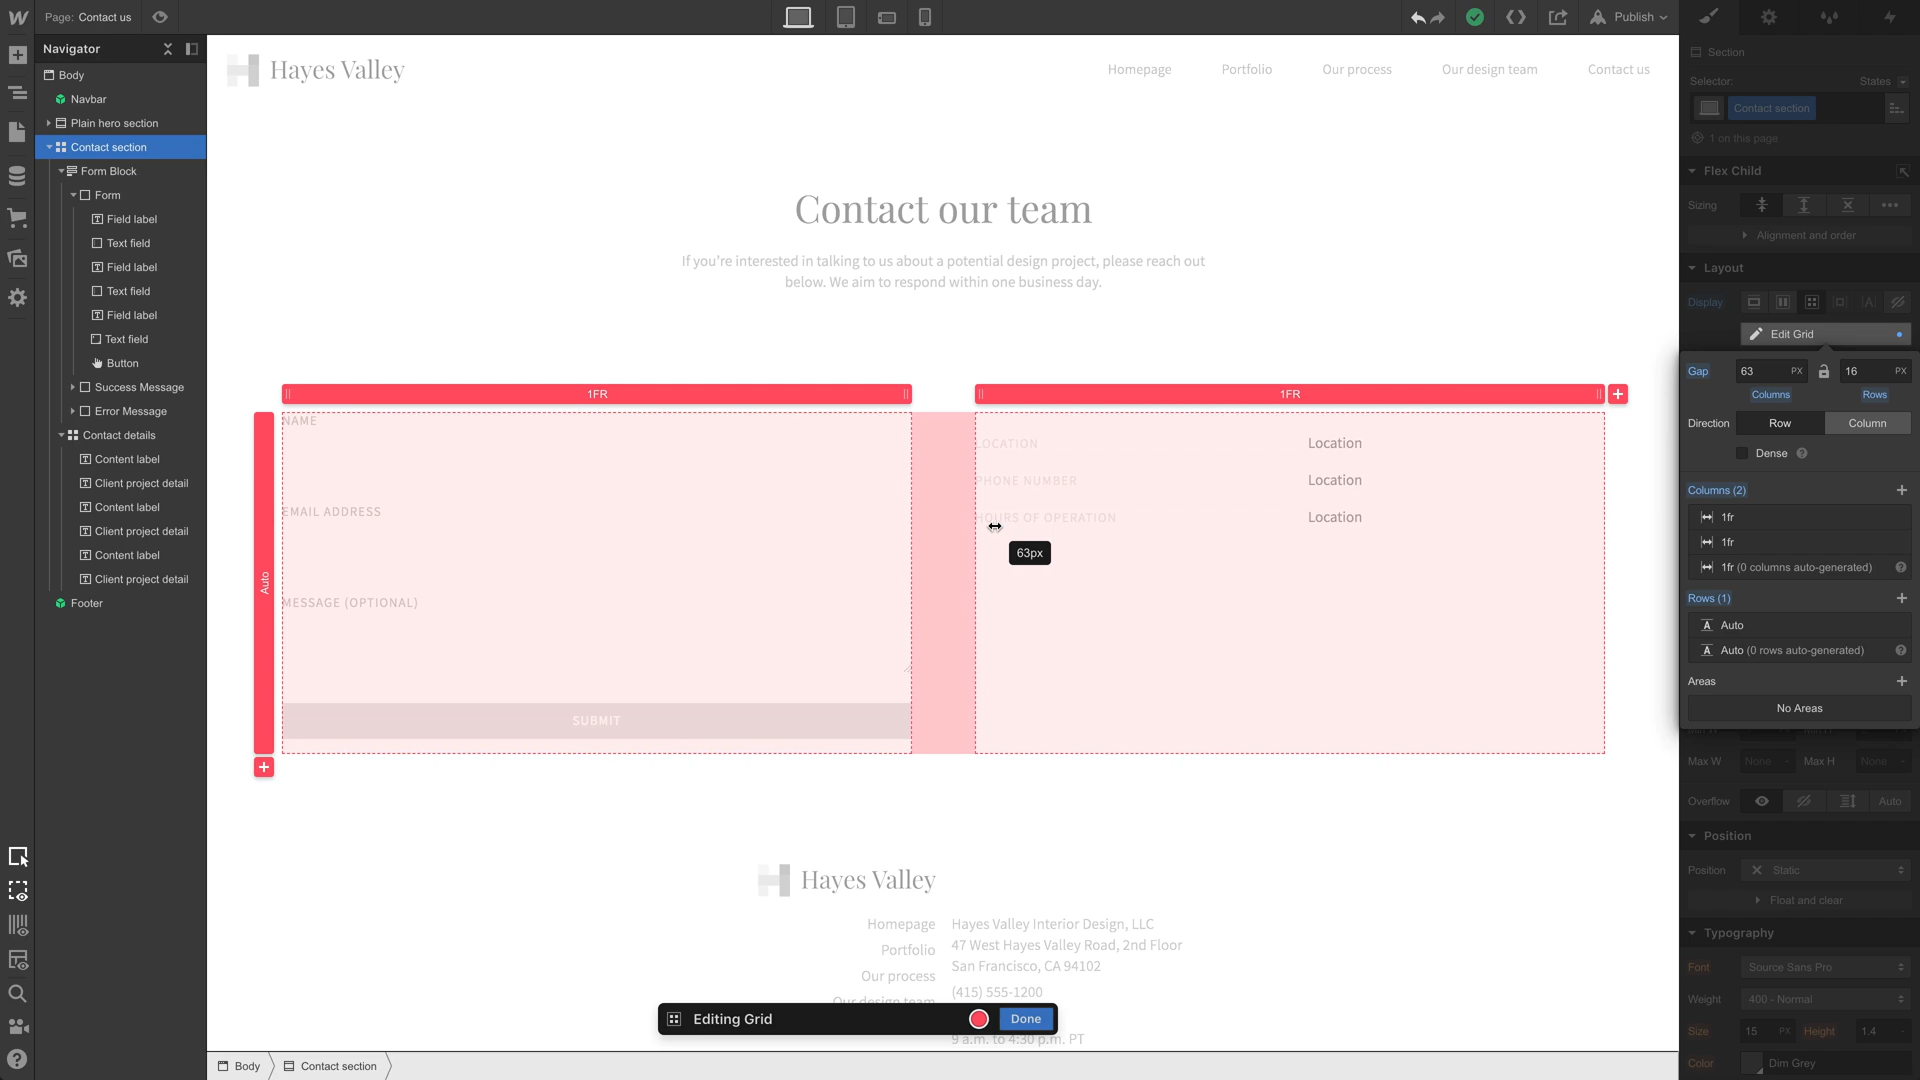 Page: Contact us
Publish
Navigator
Body
Navbar
Plain hero section
Contact section
Form Block
Form
Field label
Text field
Field label
Text field
Field label
Text field
Button
Success Message
Error Message
Contact details
Content label
Client project detail
Content label
Client project detail
Content label
Client project detail
Footer
Hayes Valley
Homepage
Portfolio
Our process
Our design team
Contact us
Contact our team
If you’re interested in talking to us about a potential design project, please reach out
below. We aim to respond within one business day.
1FR
1FR
Auto
NAME
EMAIL ADDRESS
MESSAGE (OPTIONAL)
SUBMIT
LOCATION
Location
PHONE NUMBER
Location
HOURS OF OPERATION
Location
63px
Hayes Valley
Homepage
Portfolio
Our process
Our design team
Hayes Valley Interior Design, LLC
47 West Hayes Valley Road, 2nd Floor
San Francisco, CA 94102
(415) 555-1200
9 a.m. to 4:30 p.m. PT
Editing Grid
Done
Body
Contact section
Section
Selector:
States
Contact section
1 on this page
Flex Child
Sizing
Alignment and order
Layout
Display
Edit Grid
Gap
63 PX
16 PX
Columns
Rows
Direction
Row
Column
Dense
Columns (2)
1fr
1fr
1fr (0 columns auto-generated)
Rows (1)
Auto
Auto (0 rows auto-generated)
Areas
No Areas
Max W
None
-
Max H
None
-
Overflow
Auto
Position
Position
Static
Float and clear
Typography
Font
Source Sans Pro
Weight
400 - Normal
Size
15 PX
Height
1.4 -
Color
Dim Grey